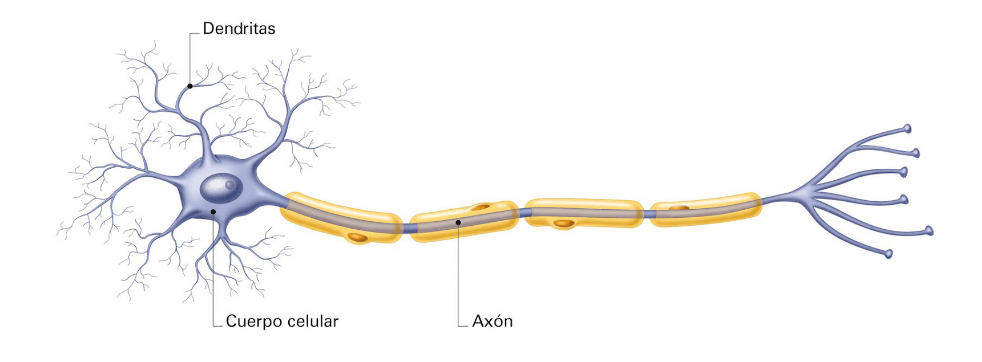 Dendritas
Cuerpo celular
Axón